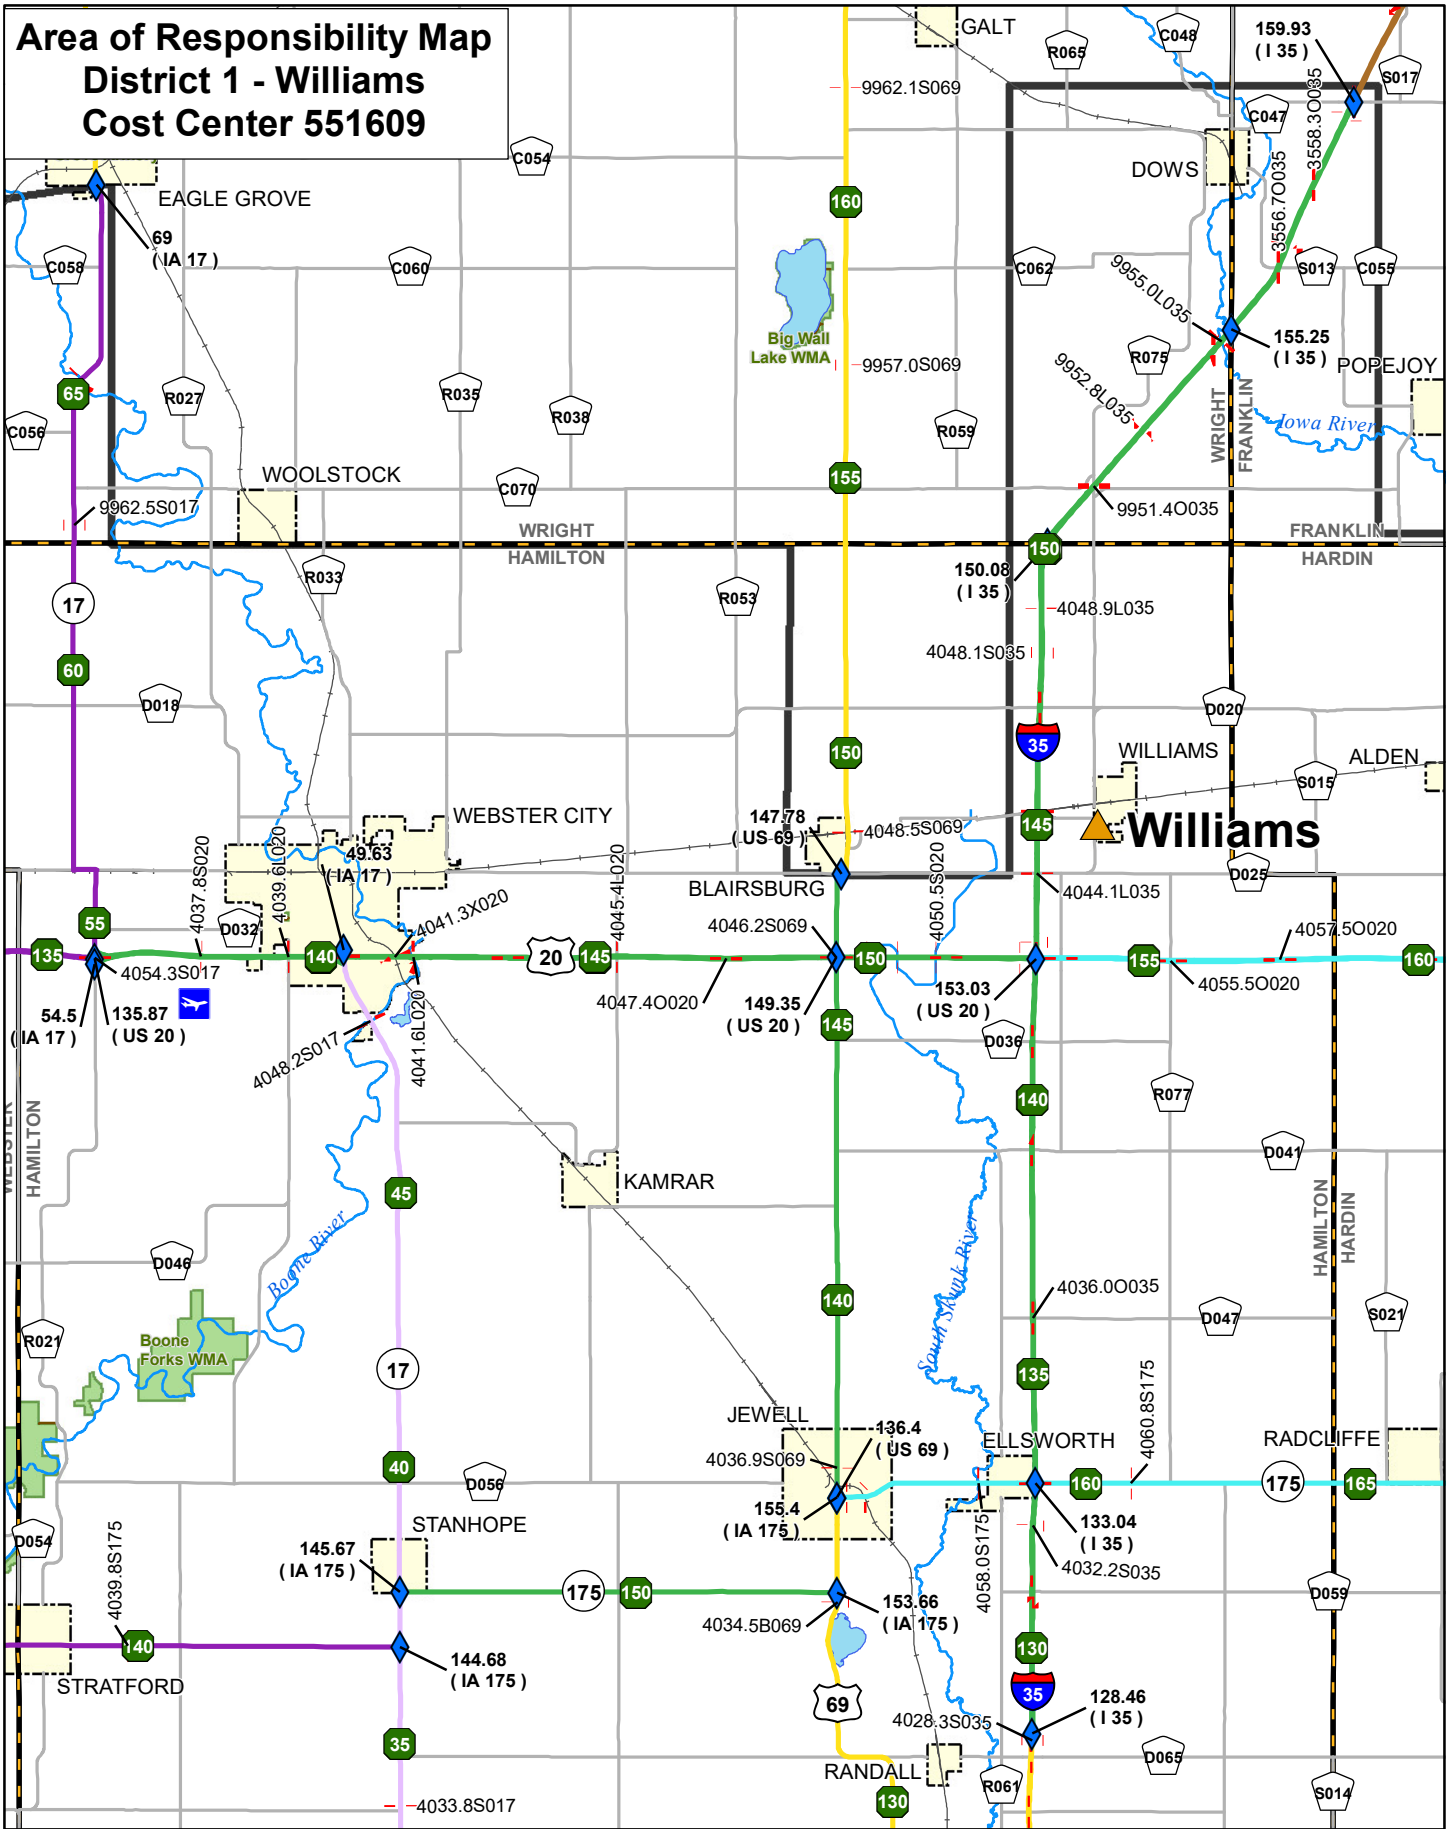 Area of Responsibility Map
District 1 - Williams
Cost Center 551609
GALT
R065
C048
159.93
( I 35 )
S017
9962.1S069
C047
3558.3O035
C054
DOWS
3556.7O035
EAGLE GROVE
160
69
( IA 17 )
C058
C060
C062
S013
C055
9955.0L035
Big Wall
Lake WMA
155.25
( I 35 )
R075
POPEJOY
9957.0S069
9952.8L035
65
R027
R035
R038
R059
C056
Iowa River
WRIGHT
FRANKLIN
WOOLSTOCK
155
C070
9962.5S017
9951.4O035
WRIGHT
HAMILTON
FRANKLIN
HARDIN
150
150.08
( I 35 )
R033
R053
17
4048.9L035
4048.1S035
60
D018
D020
35
150
WILLIAMS
ALDEN
S015
WEBSTER CITY
147.78
( US 69 )
4048.5S069
145
Williams
49.63
( IA 17 )
4037.8S020
4039.6L020
4045.4L020
4050.5S020
BLAIRSBURG
D025
4044.1L035
55
D032
4041.3X020
4046.2S069
4057.5O020
135
140
20
145
150
155
160
4054.3S017
4047.4O020
153.03
( US 20 )
4055.5O020
54.5
( IA 17 )
135.87
( US 20 )
149.35
( US 20 )
145
4048.2S017
4041.6L020
D036
R077
140
WEBSTER
HAMILTON
D041
KAMRAR
45
HAMILTON
HARDIN
Boone River
D046
South Skunk River
4036.0O035
140
D047
S021
R021
Boone
Forks WMA
17
135
JEWELL
136.4
( US 69 )
ELLSWORTH
4060.8S175
RADCLIFFE
4036.9S069
40
D056
160
175
165
155.4
( IA 175 )
STANHOPE
133.04
( I 35 )
D054
4039.8S175
145.67
( IA 175 )
4058.0S175
4032.2S035
175
150
153.66
( IA 175 )
D059
4034.5B069
140
144.68
( IA 175 )
130
STRATFORD
35
69
128.46
( I 35 )
4028.3S035
35
D065
RANDALL
R061
S014
130
4033.8S017